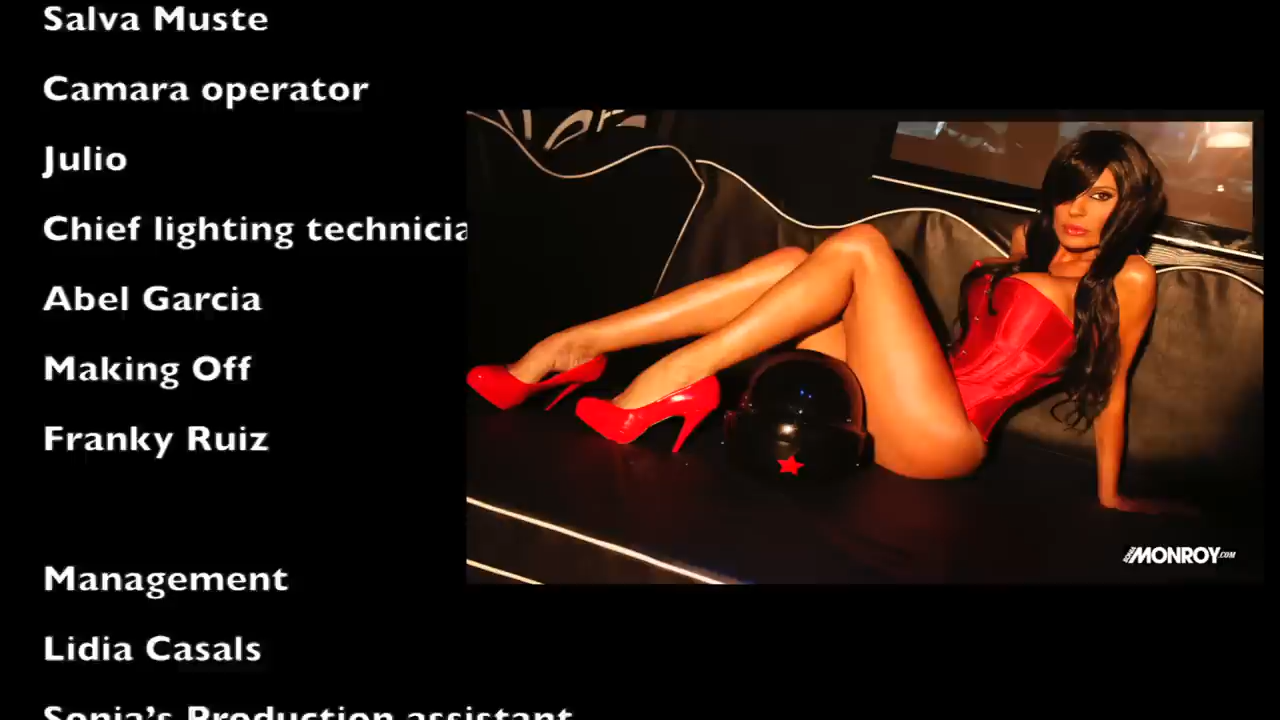 Salva Muste
Camara operator
Julio
Chief lighting technicia
Abel Garcia
Making Off
Franky Ruiz
Management
Lidia Casals
Sonia's Production assistant
MONROY.COM